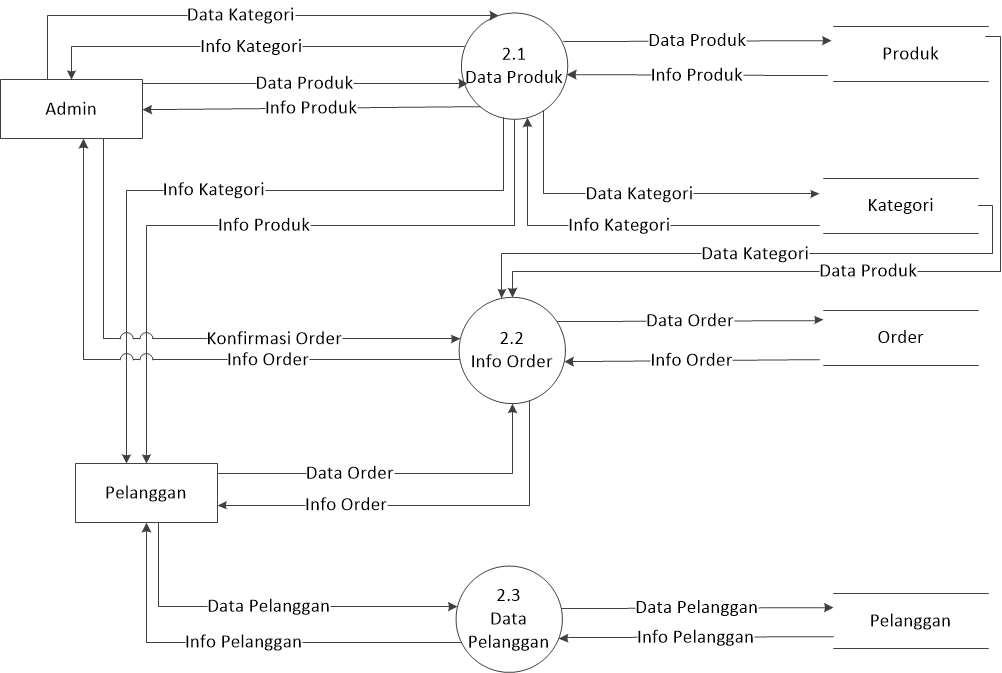 Data Kategori
Info Kategori
Data Produk
Info Produk
Admin
2.1
Data Produk
Data Produk
Info Produk
Produk
Info Kategori
Info Produk
Data Kategori
Info Kategori
Kategori
Data Kategori
Data Produk
Konfirmasi Order
Info Order
2.2
Info Order
Data Order
Info Order
Order
Pelanggan
Data Order
Info Order
Data Pelanggan
Info Pelanggan
2.3
Data
Pelanggan
Data Pelanggan
Info Pelanggan
Pelanggan